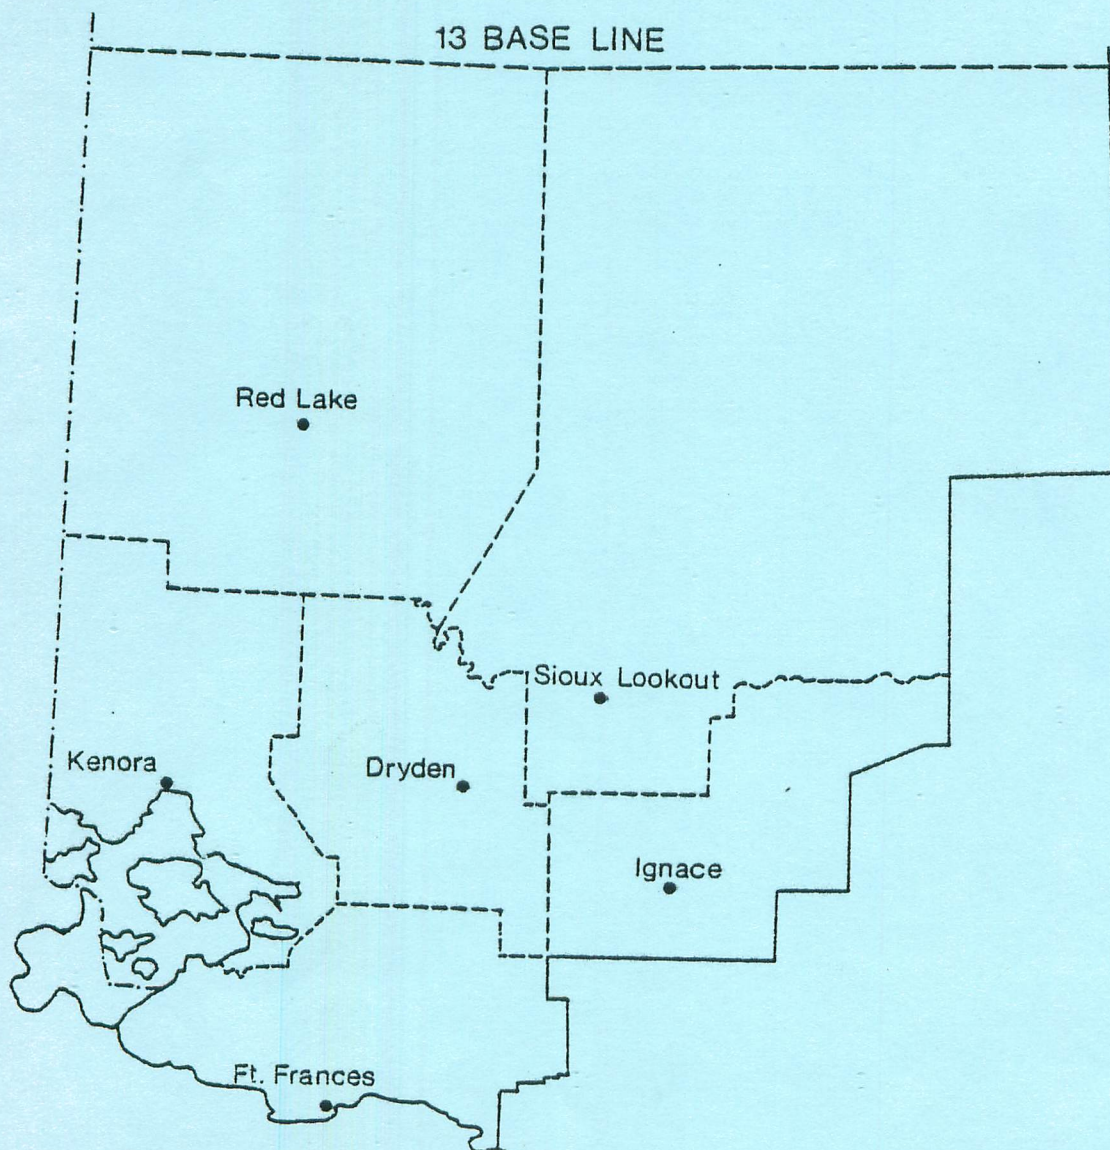 13 BASE LINE
Red Lake
Sioux Lookout
Kenora
Dryden
Ignace
Ft. Frances